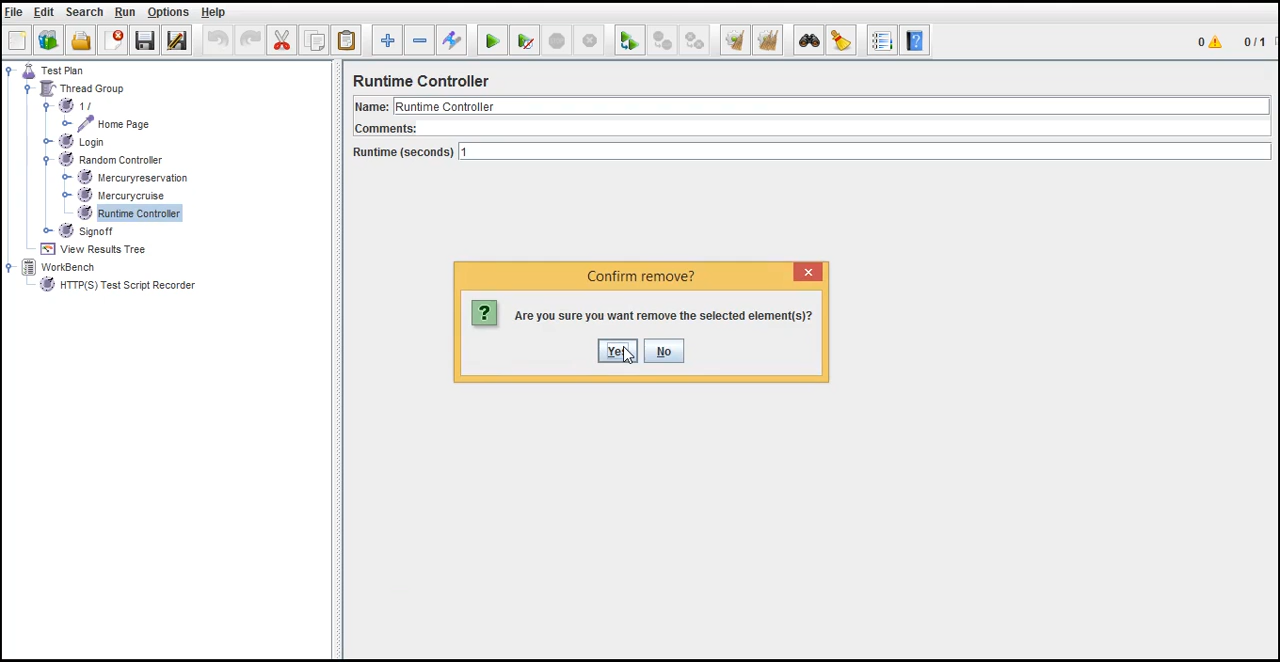 File Edit Search Run Options Help
0 0 / 1
Test Plan
Thread Group
1 /
Home Page
Login
Random Controller
Mercuryreservation
Mercurycruise
Runtime Controller
Signoff
View Results Tree
WorkBench
HTTP(S) Test Script Recorder
Runtime Controller
Name: Runtime Controller
Comments:
Runtime (seconds) 1
Confirm remove?
Are you sure you want remove the selected element(s)?
Yes No